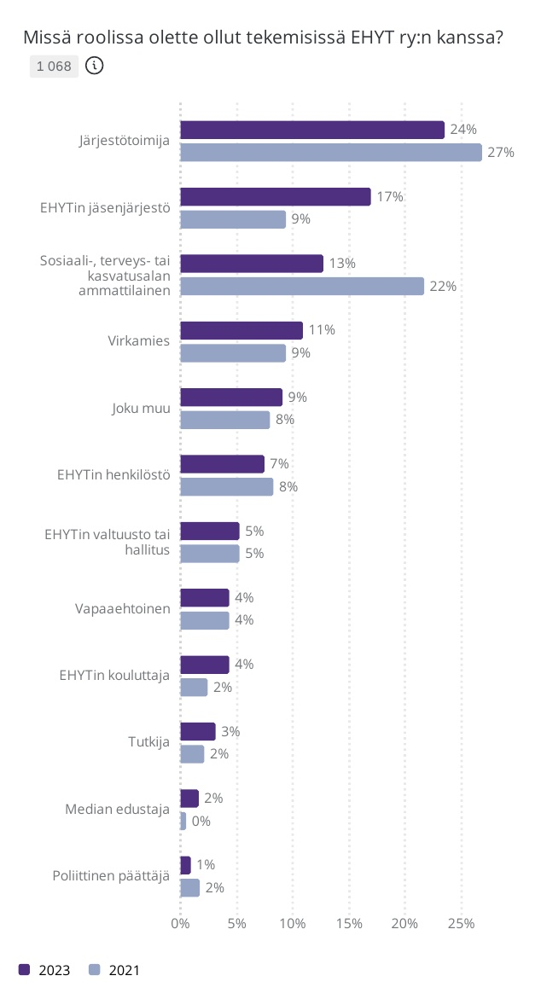 Missä roolissa olette ollut tekemisissä EHYT ry:n kanssa?
1 068
Järjestötoimija
24%
27%
EHYTin jäsenjärjestö
17%
9%
Sosiaali-, terveys- tai
kasvatusalan
ammattilainen
13%
22%
Virkamies
11%
9%
Joku muu
9%
8%
EHYTin henkilöstö
7%
8%
EHYTin valtuusto tai
hallitus
5%
5%
Vapaaehtoinen
4%
4%
EHYTin kouluttaja
4%
2%
Tutkija
3%
2%
Median edustaja
2%
0%
Poliittinen päättäjä
1%
2%
0% 5% 10% 15% 20% 25%
2023 2021